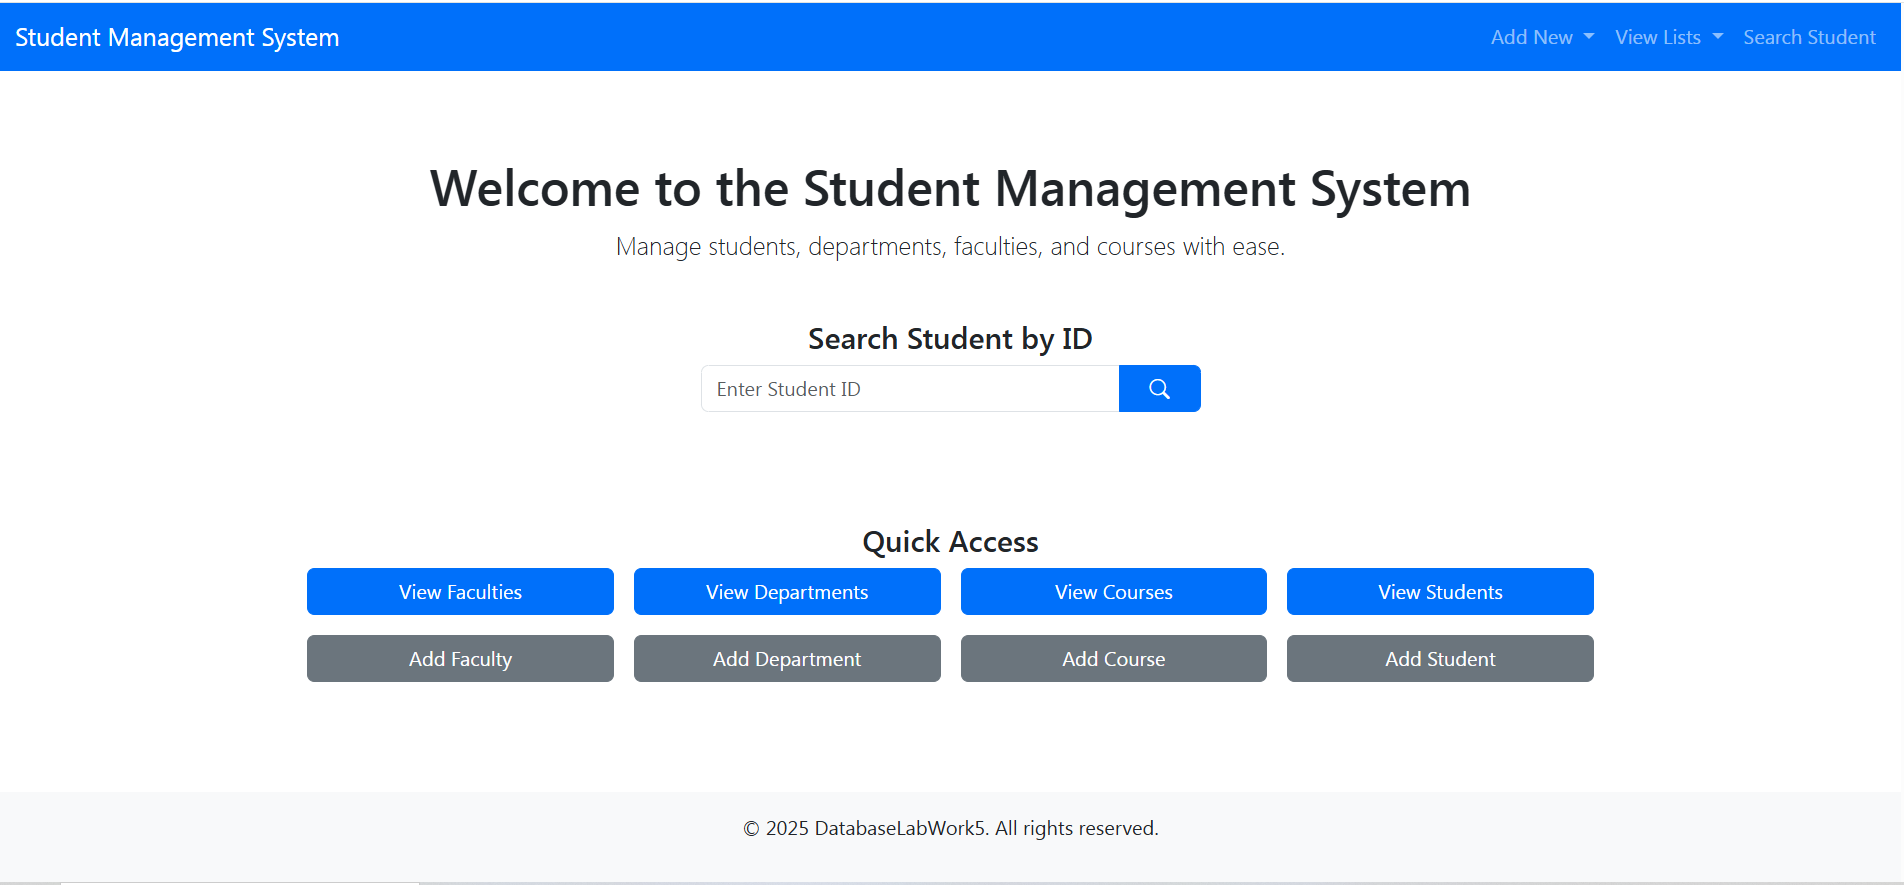 Student Management System
Add New View Lists Search Student
Welcome to the Student Management System
Manage students, departments, faculties, and courses with ease.
Search Student by ID
Enter Student ID
Quick Access
View Faculties View Departments View Courses View Students
Add Faculty Add Department Add Course Add Student
© 2025 DatabaseLabWork5. All rights reserved.